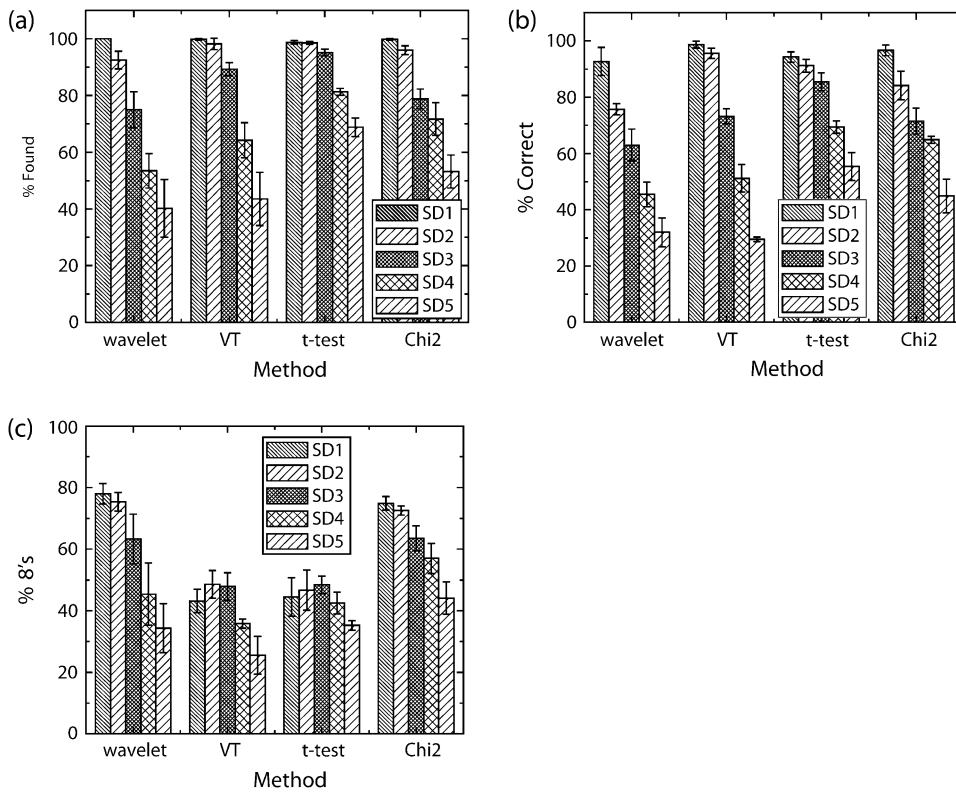 (a)
100
80
60
40
20
0
% Found
SD1
SD2
SD3
SD4
SD5
wavelet VT t-test Chi2
Method
(b)
100
80
60
40
20
0
% Correct
SD1
SD2
SD3
SD4
SD5
wavelet VT t-test Chi2
Method
(c)
100
80
60
40
20
0
% 8's
SD1
SD2
SD3
SD4
SD5
wavelet VT t-test Chi2
Method